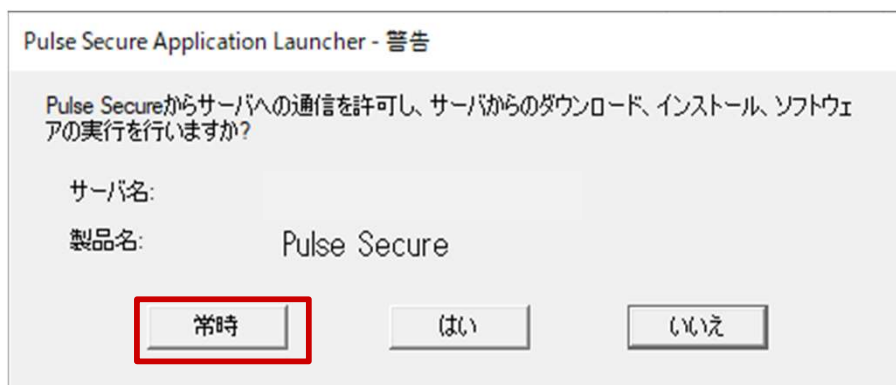 Pulse Secure Application Launcher - 警告
Pulse Secureからサーバへの通信を許可し、サーバからのダウンロード、インストール、ソフトウェ
アの実行を行いますか?
サーバ名:
製品名: Pulse Secure
常時 はい いいえ